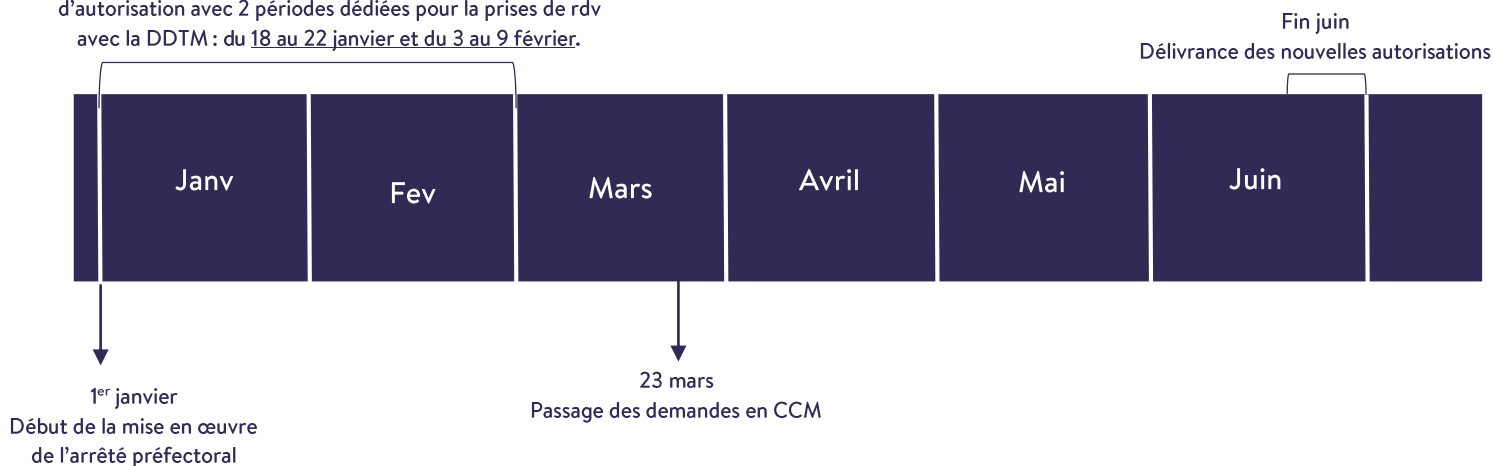 d’autorisation avec 2 périodes dédiées pour la prises de rdv
avec la DDTM : du 18 au 22 janvier et du 3 au 9 février.
Fin juin
Délivrance des nouvelles autorisations
Janv
Fev
Mars
Avril
Mai
Juin
1er janvier
Début de la mise en œuvre
de l’arrêté préfectoral
23 mars
Passage des demandes en CCM